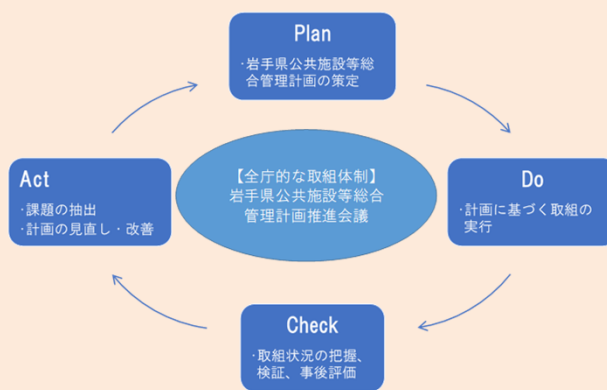 Plan
・岩手県公共施設等総
合管理計画の策定
Act
・課題の抽出
・計画の見直し・改善
【全庁的な取組体制】
岩手県公共施設等総合
管理計画推進会議
Do
・計画に基づく取組の
実行
Check
・取組状況の把握、
検証、事後評価